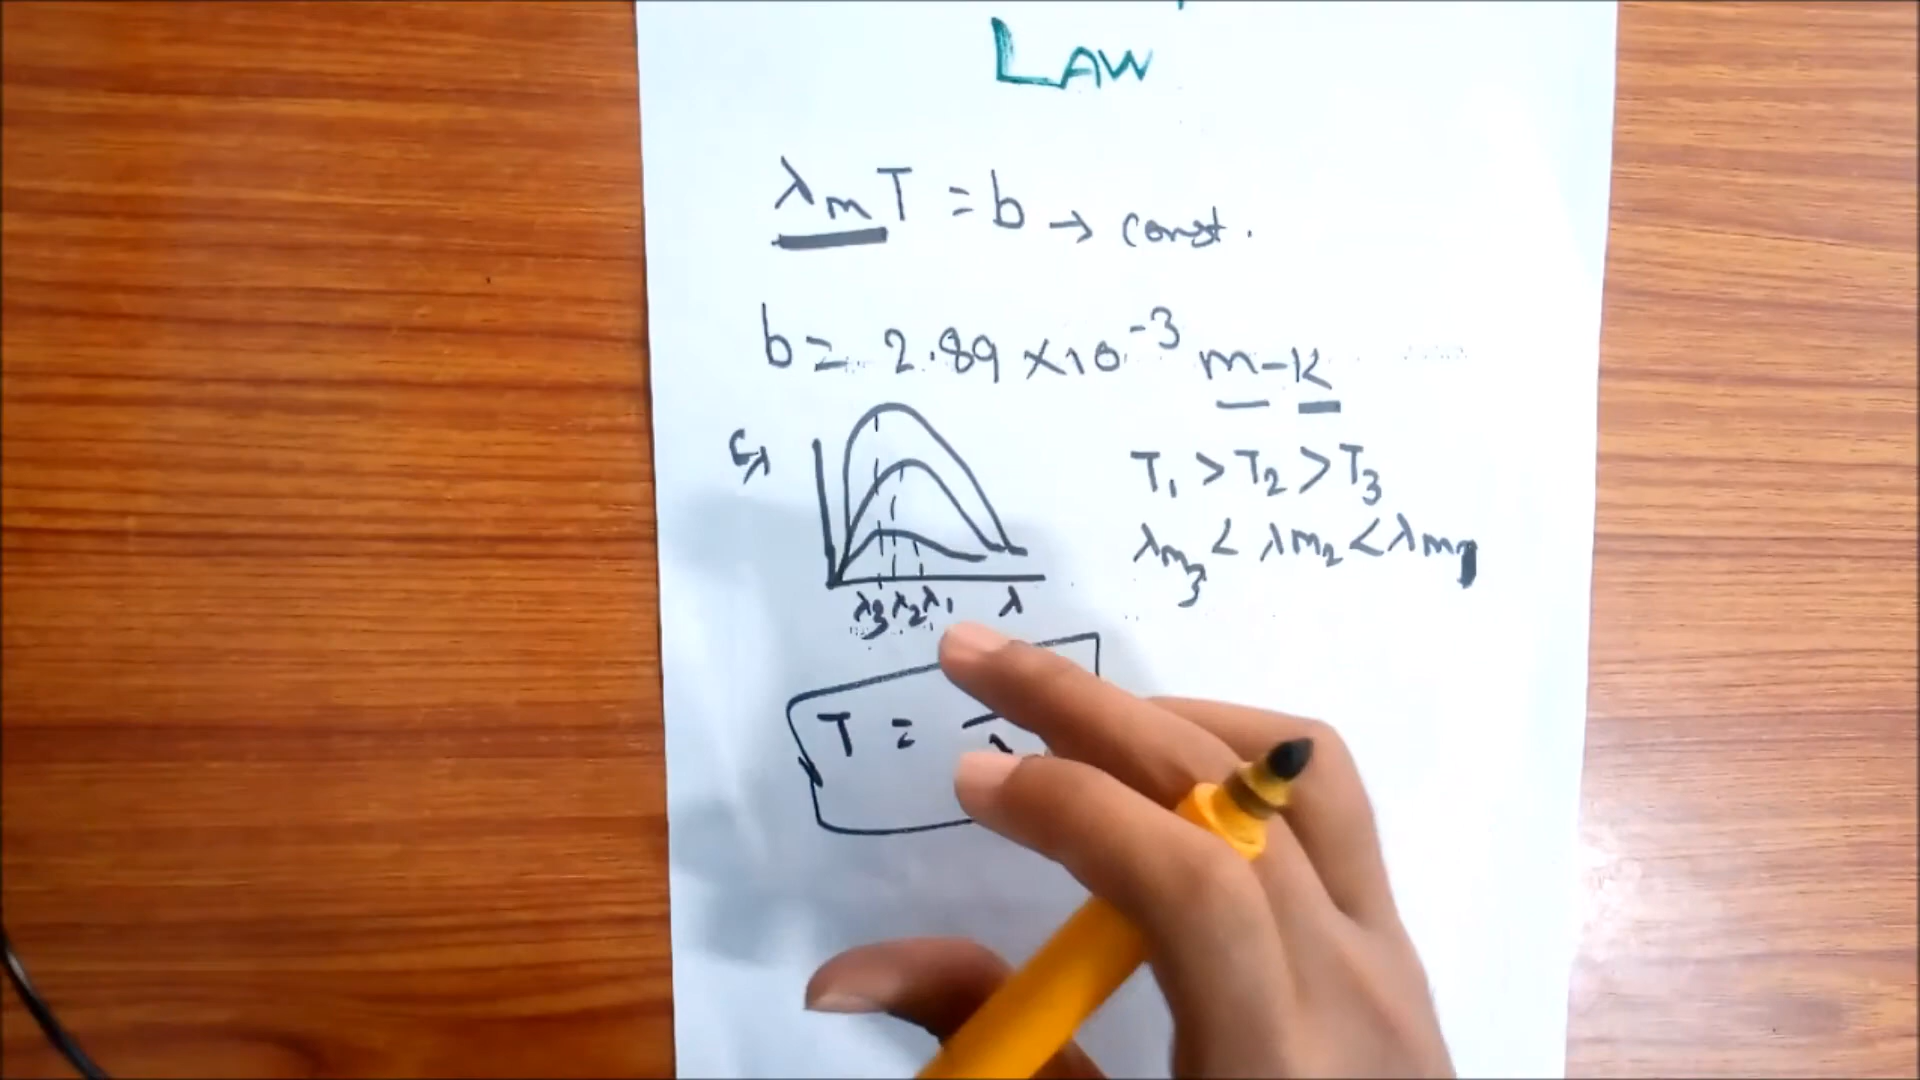 LAW
λₘT = b → const.
b = 2.89 × 10⁻³ m-K
T₁ > T₂ > T₃
λm₃ < λm₂ < λm₁
λ₃ λ₂ λ₁ λ
T =